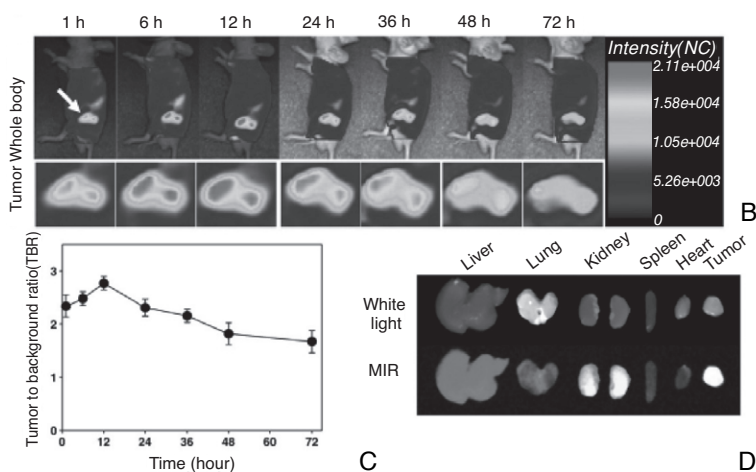 1 h 6 h 12 h 24 h 36 h 48 h 72 h
Tumor Whole body
Intensity(NC)
2.11e+004
1.58e+004
1.05e+004
5.26e+003
0
B
Tumor to background ratio(TBR)
3
2
1
0
0 12 24 36 48 60 72
Time (hour)
C
Liver Lung Kidney Spleen Heart Tumor
White
light
MIR
D